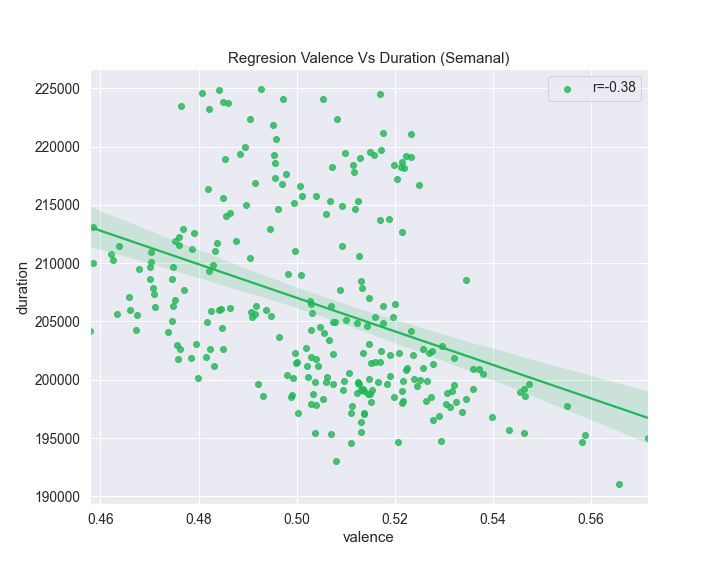 Regresion Valence Vs Duration (Semanal)
r=-0.38
duration
225000
220000
215000
210000
205000
200000
195000
190000
0.46 0.48 0.50 0.52 0.54 0.56
valence